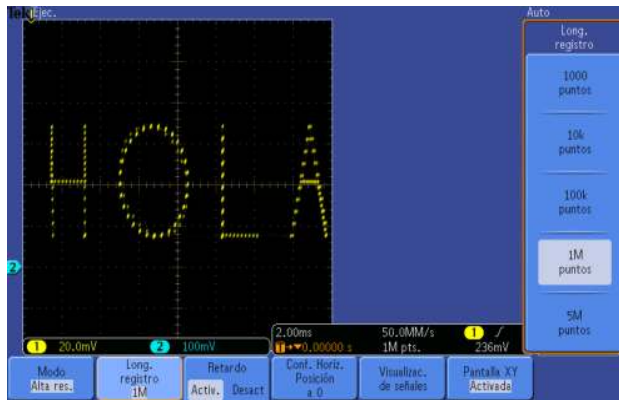 Tek Ejec.
Auto
Long.
registro
1000
puntos
10k
puntos
100k
puntos
1M
puntos
5M
puntos
HOLA
2
1 20.0mV 2 100mV
2.00ms 50.0MM/s 1
0.00000 s 1M pts. 236mV
Modo
Alta res.
Long.
registro
1M
Retardo
Activ. Desact
Conf. Horiz.
Posición
a 0
Visualizac.
de señales
Pantalla XY
Activada